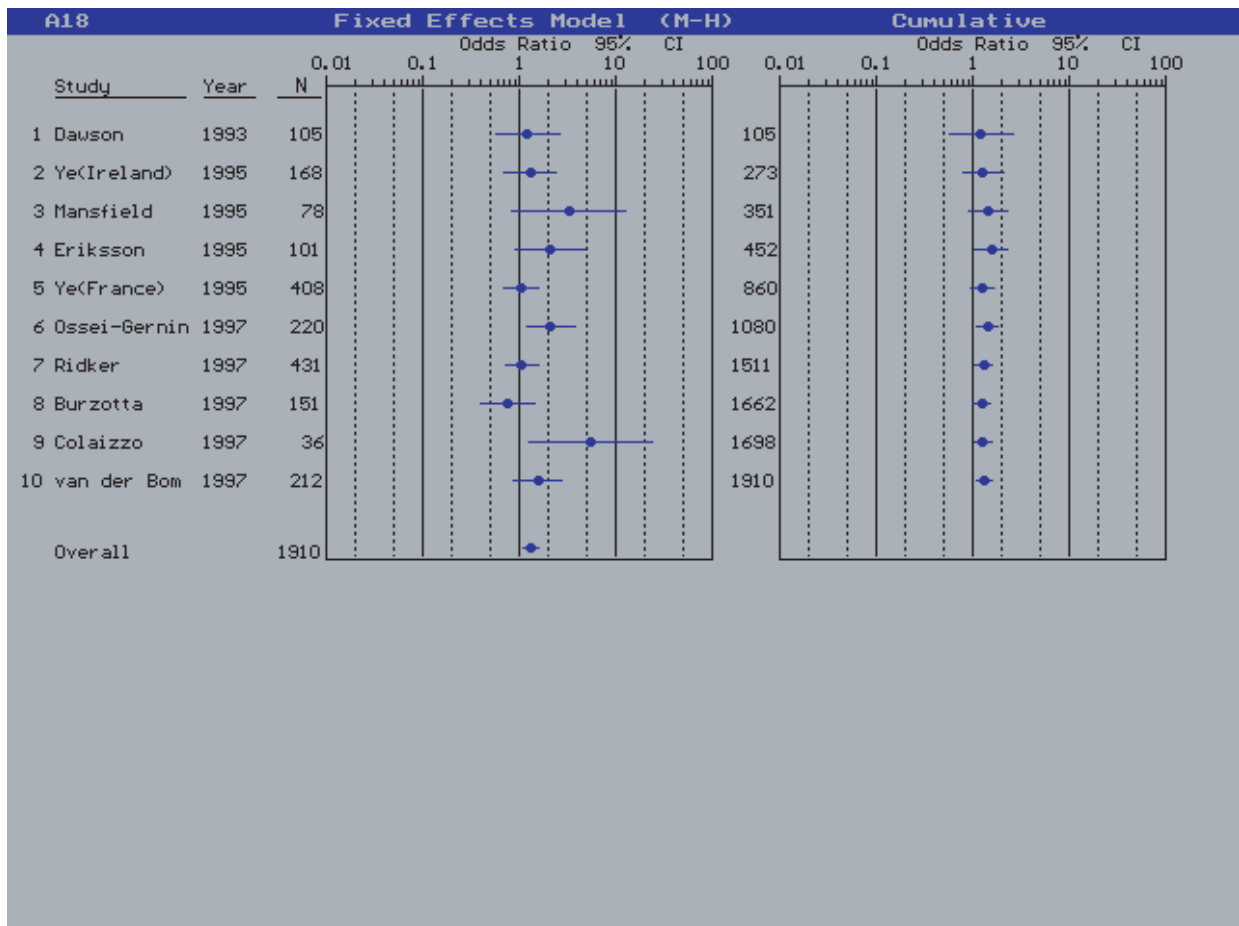 A18 Fixed Effects Model (M-H) Cumulative
Odds Ratio 95% CI Odds Ratio 95% CI
0.01 0.1 1 10 100 0.01 0.1 1 10 100
Study Year N
1 Dawson 1993 105 105
2 Ye(Ireland) 1995 168 273
3 Mansfield 1995 78 351
4 Eriksson 1995 101 452
5 Ye(France) 1995 408 860
6 Ossei-Gernin 1997 220 1080
7 Ridker 1997 431 1511
8 Burzotta 1997 151 1662
9 Colaizzo 1997 36 1698
10 van der Bom 1997 212 1910
Overall 1910